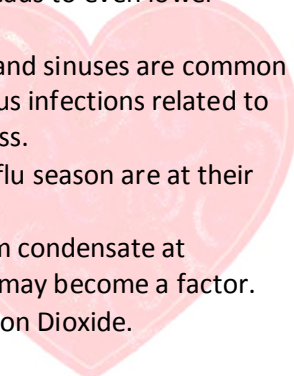 eads to even lower
and sinuses are common
us infections related to
ss.
flu season are at their
m condensate at
may become a factor.
on Dioxide.